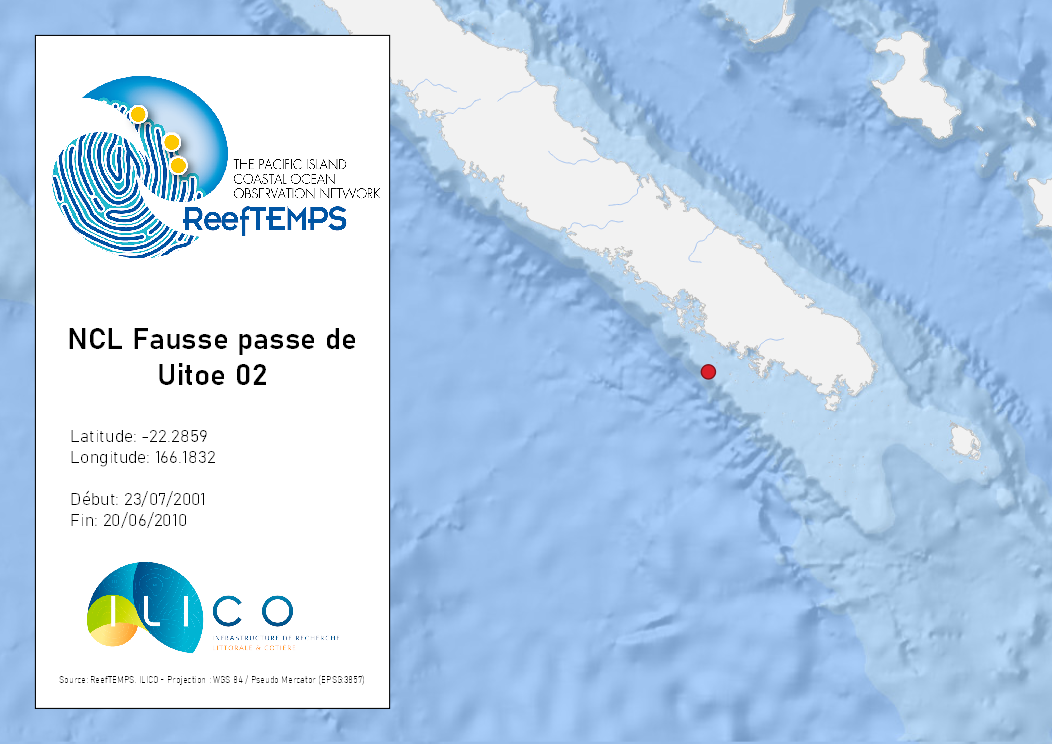 THE PACIFIC ISLAND
COASTAL OCEAN
OBSERVATION NETWORK
ReefTEMPS
NCL Fausse passe de
Uitoe 02
Latitude: -22.2859
Longitude: 166.1832
Début: 23/07/2001
Fin: 20/06/2010
ILICO
INFRASTRUCTURE DE RECHERCHE
LITTORALE & CÔTIÈRE
Source: ReefTEMPS, ILICO - Projection : WGS 84 / Pseudo Mercator (EPSG:3857)